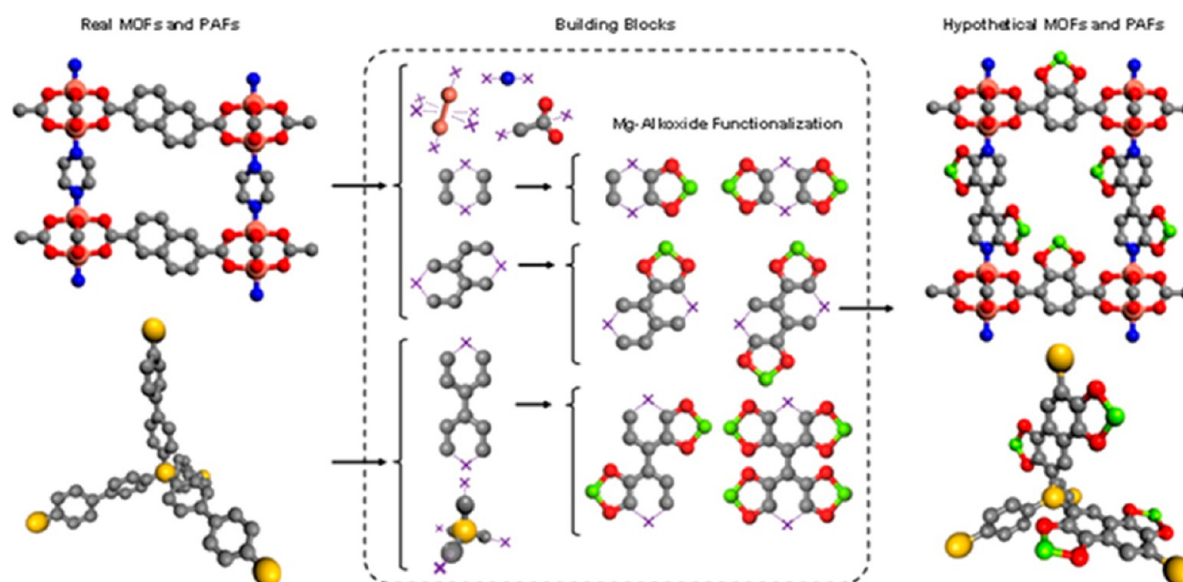 Real MOFs and PAFs
Building Blocks
Hypothetical MOFs and PAFs
Mg-Alkoxide Functionalization